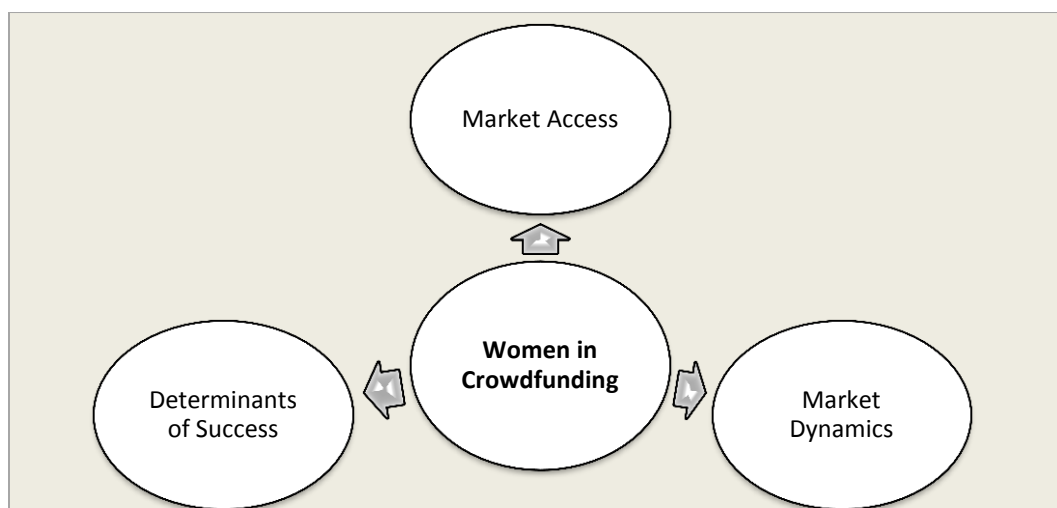 Market Access
Women in
Crowdfunding
Determinants
of Success
Market
Dynamics